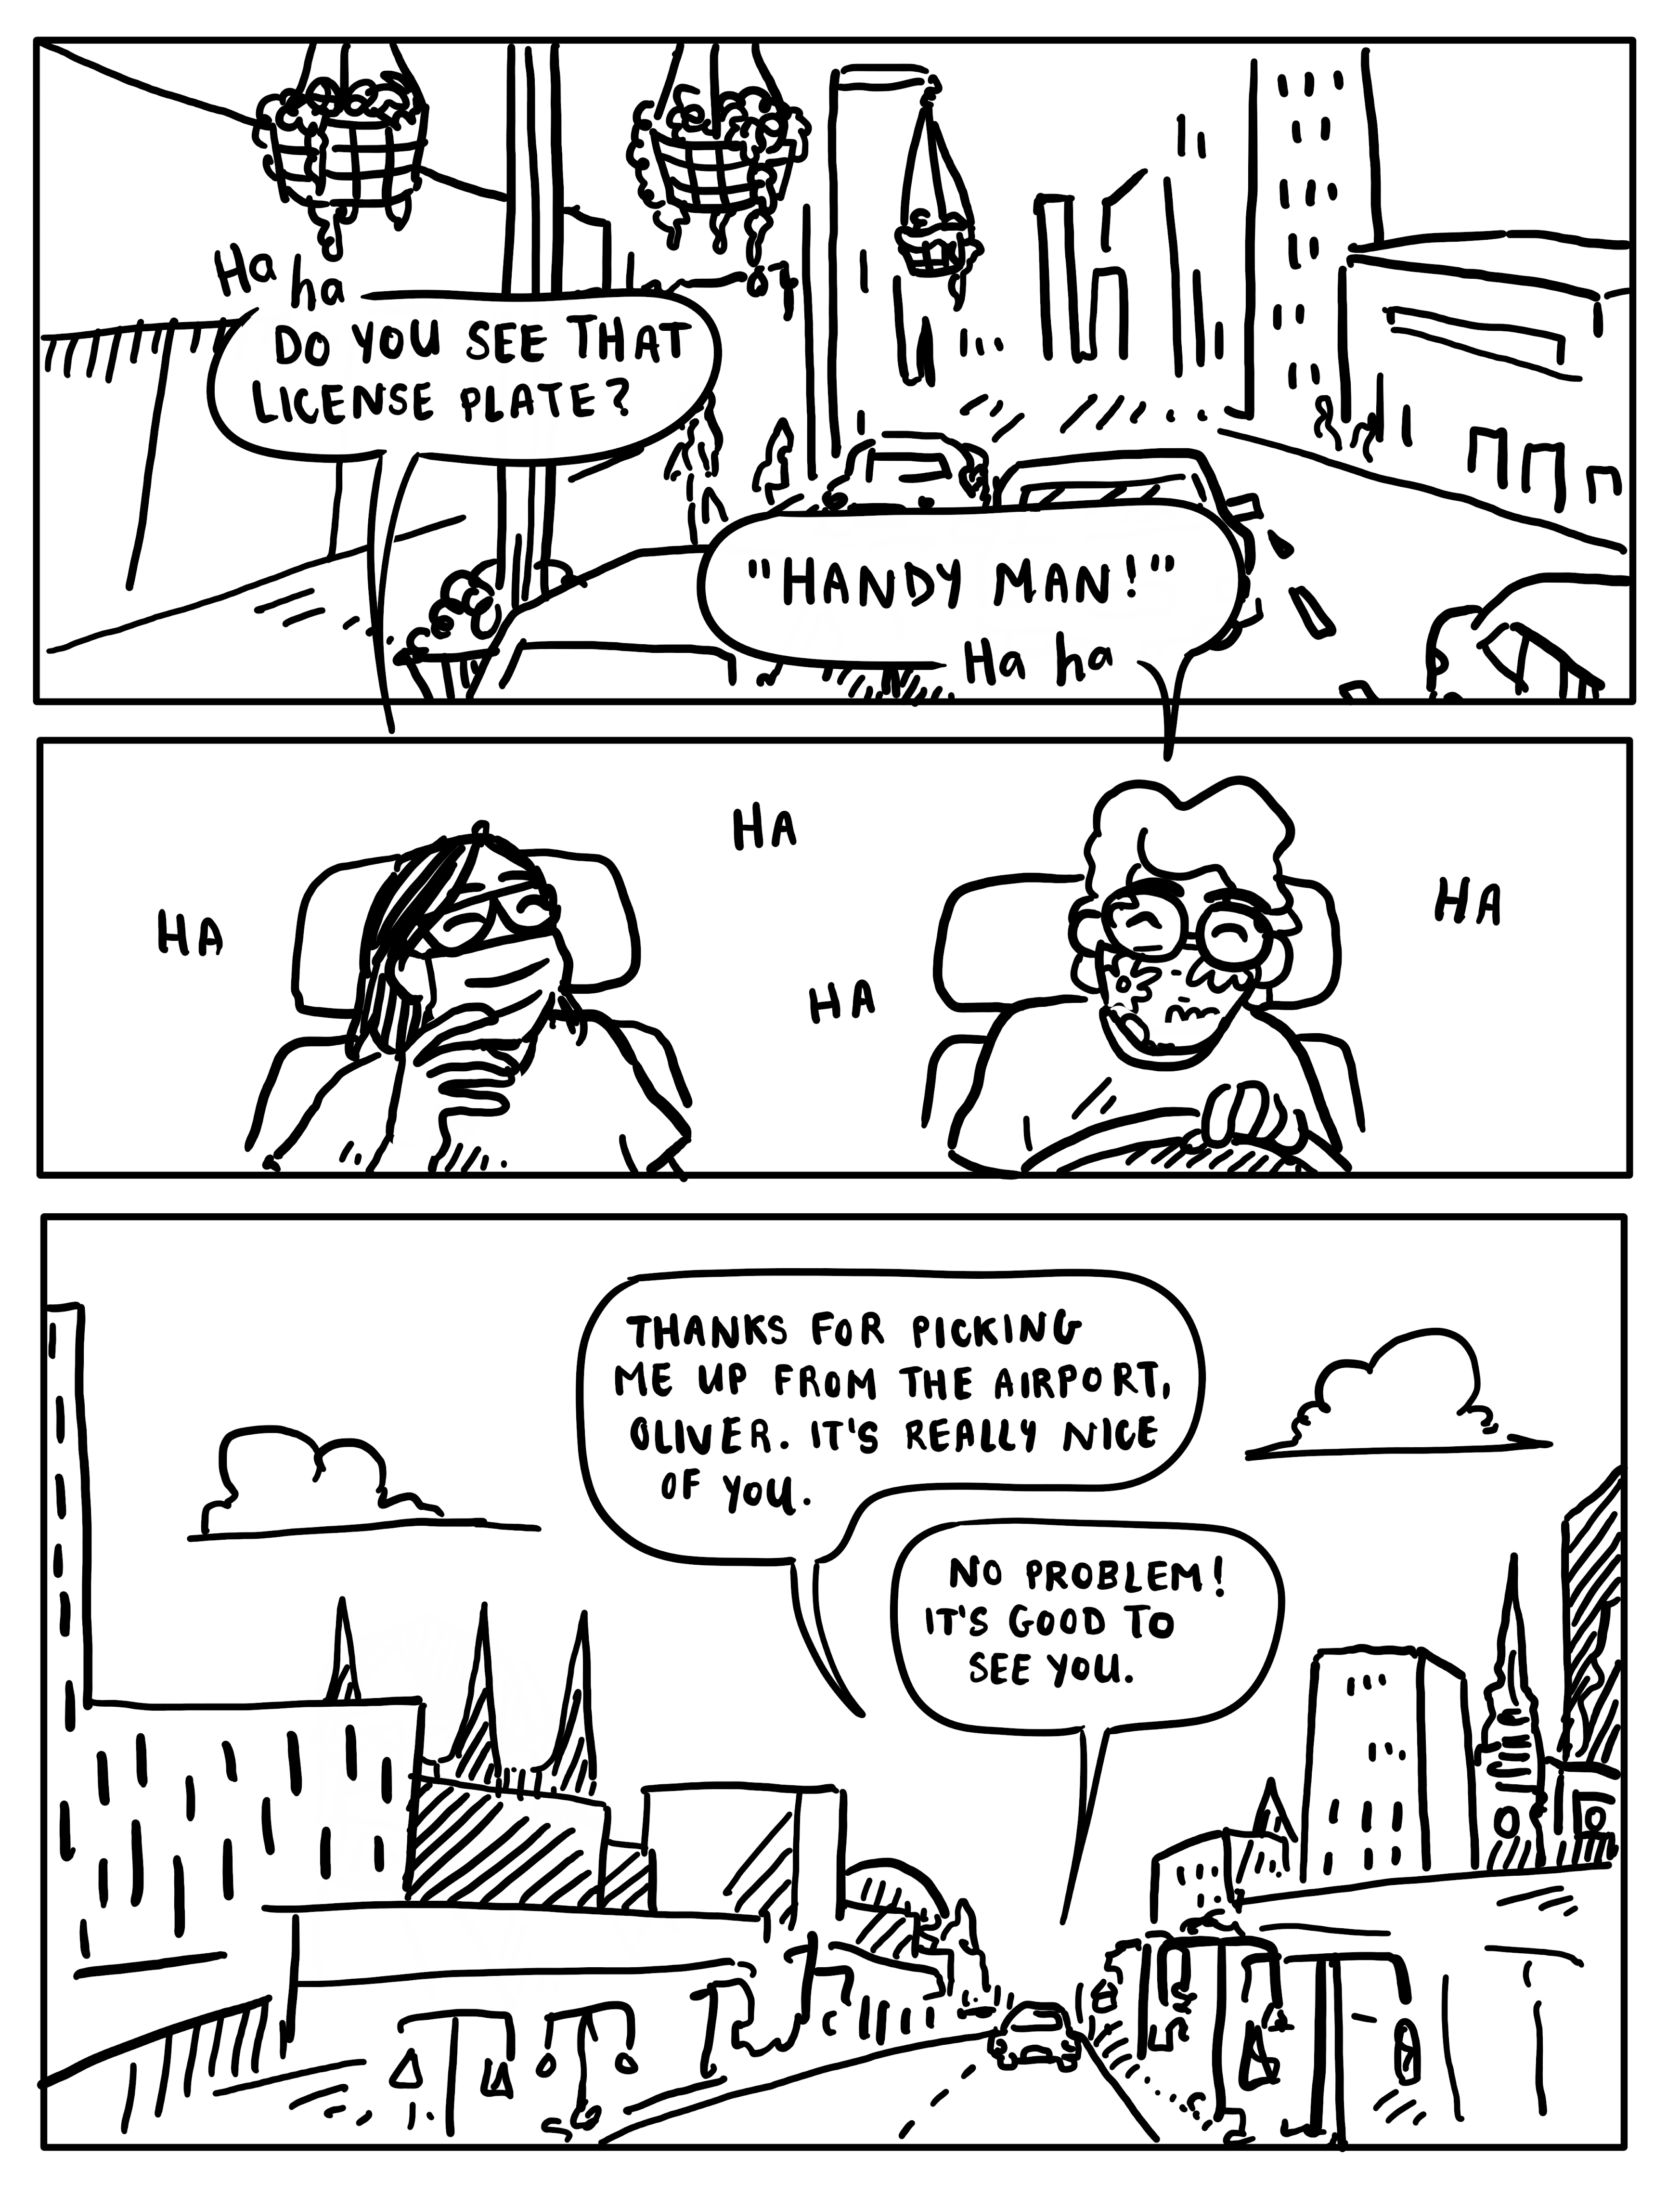 Ha ha
DO YOU SEE THAT
LICENSE PLATE?
"HANDY MAN!"
Ha ha
HA
HA
HA
HA
THANKS FOR PICKING
ME UP FROM THE AIRPORT,
OLIVER. IT'S REALLY NICE
OF YOU.
NO PROBLEM!
IT'S GOOD TO
SEE YOU.